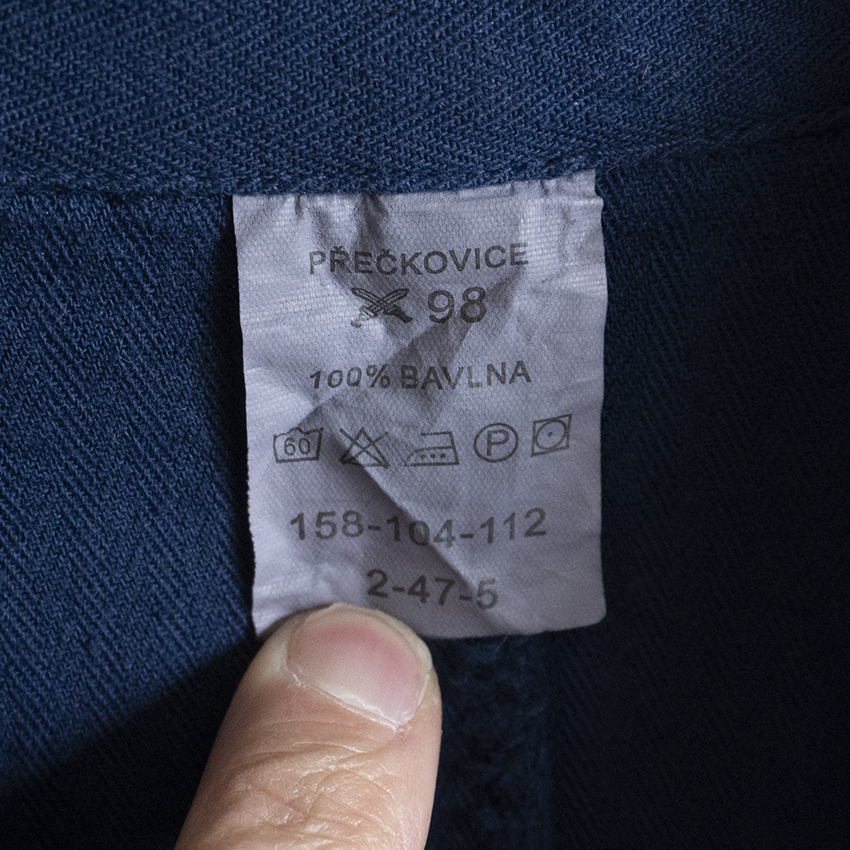 PŘEČKOVICE
98
100% BAVLNA
60 P
158-104-112
2-47-5